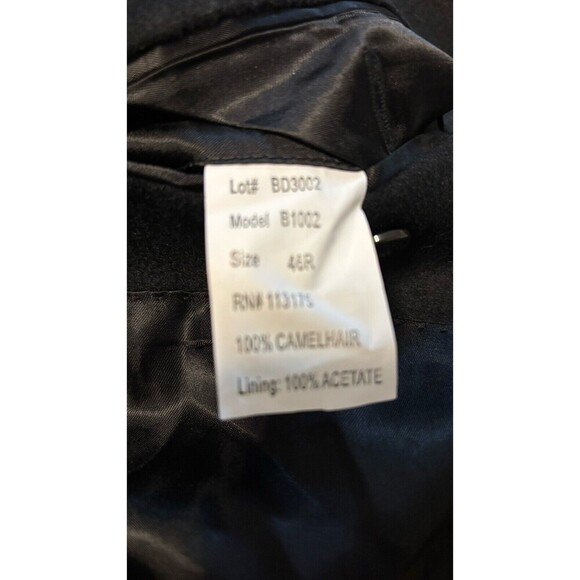 Lot# BD3002
Model B1002
Size 46R
RN# 113175
100% CAMELHAIR
Lining: 100% ACETATE